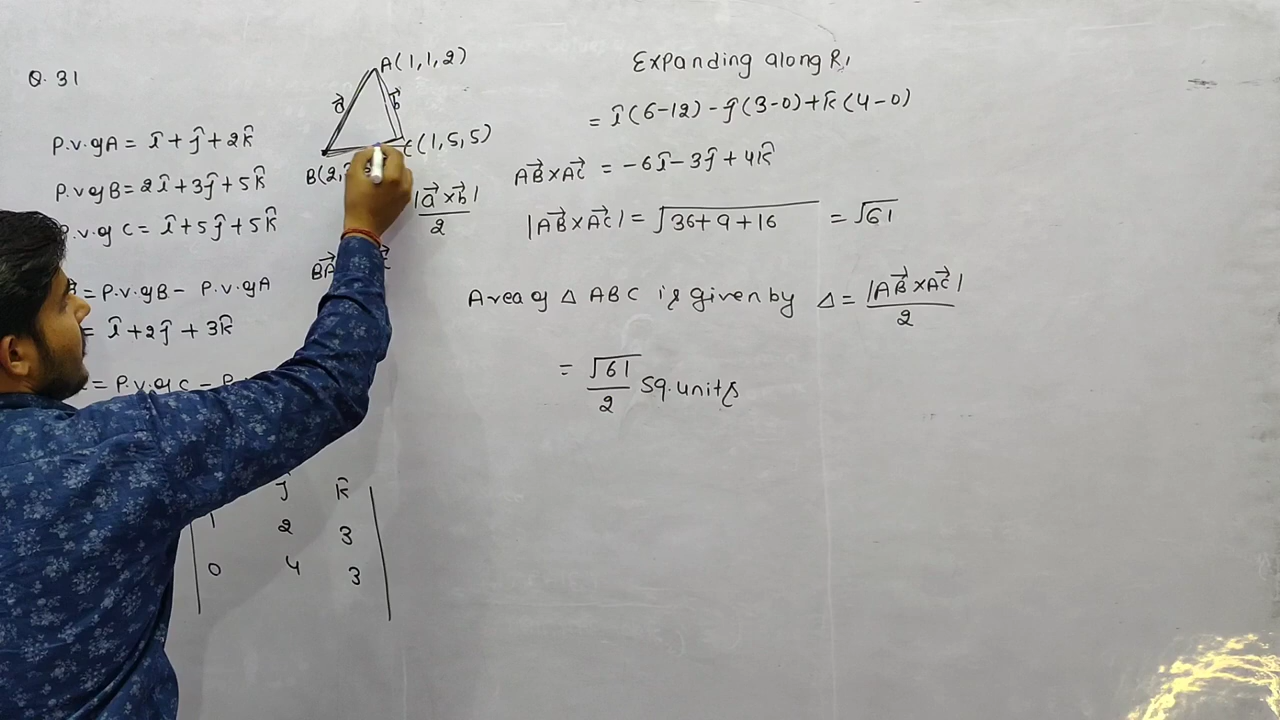 Q. 31
A(1,1,2)
a⃗ b⃗
C(1,5,5)
B(2,
P.v.of A = î + ĵ + 2k̂
P.v of B = 2î + 3ĵ + 5k̂
P.v.of C = î + 5ĵ + 5k̂
|a⃗ × b⃗|
2
BA
= P.v.of B - P.v.of A
= î + 2ĵ + 3k̂
= P.v.of C - P.
ĵ k̂
1 2 3
0 4 3
Expanding along R₁
= î(6-12) - ĵ(3-0) + k̂(4-0)
AB⃗ × AC⃗ = -6î - 3ĵ + 4k̂
|AB⃗ × AC⃗| = √36 + 9 + 16 = √61
Area of △ ABC is given by △ = |AB⃗ × AC⃗|
2
= √61
2 sq. units